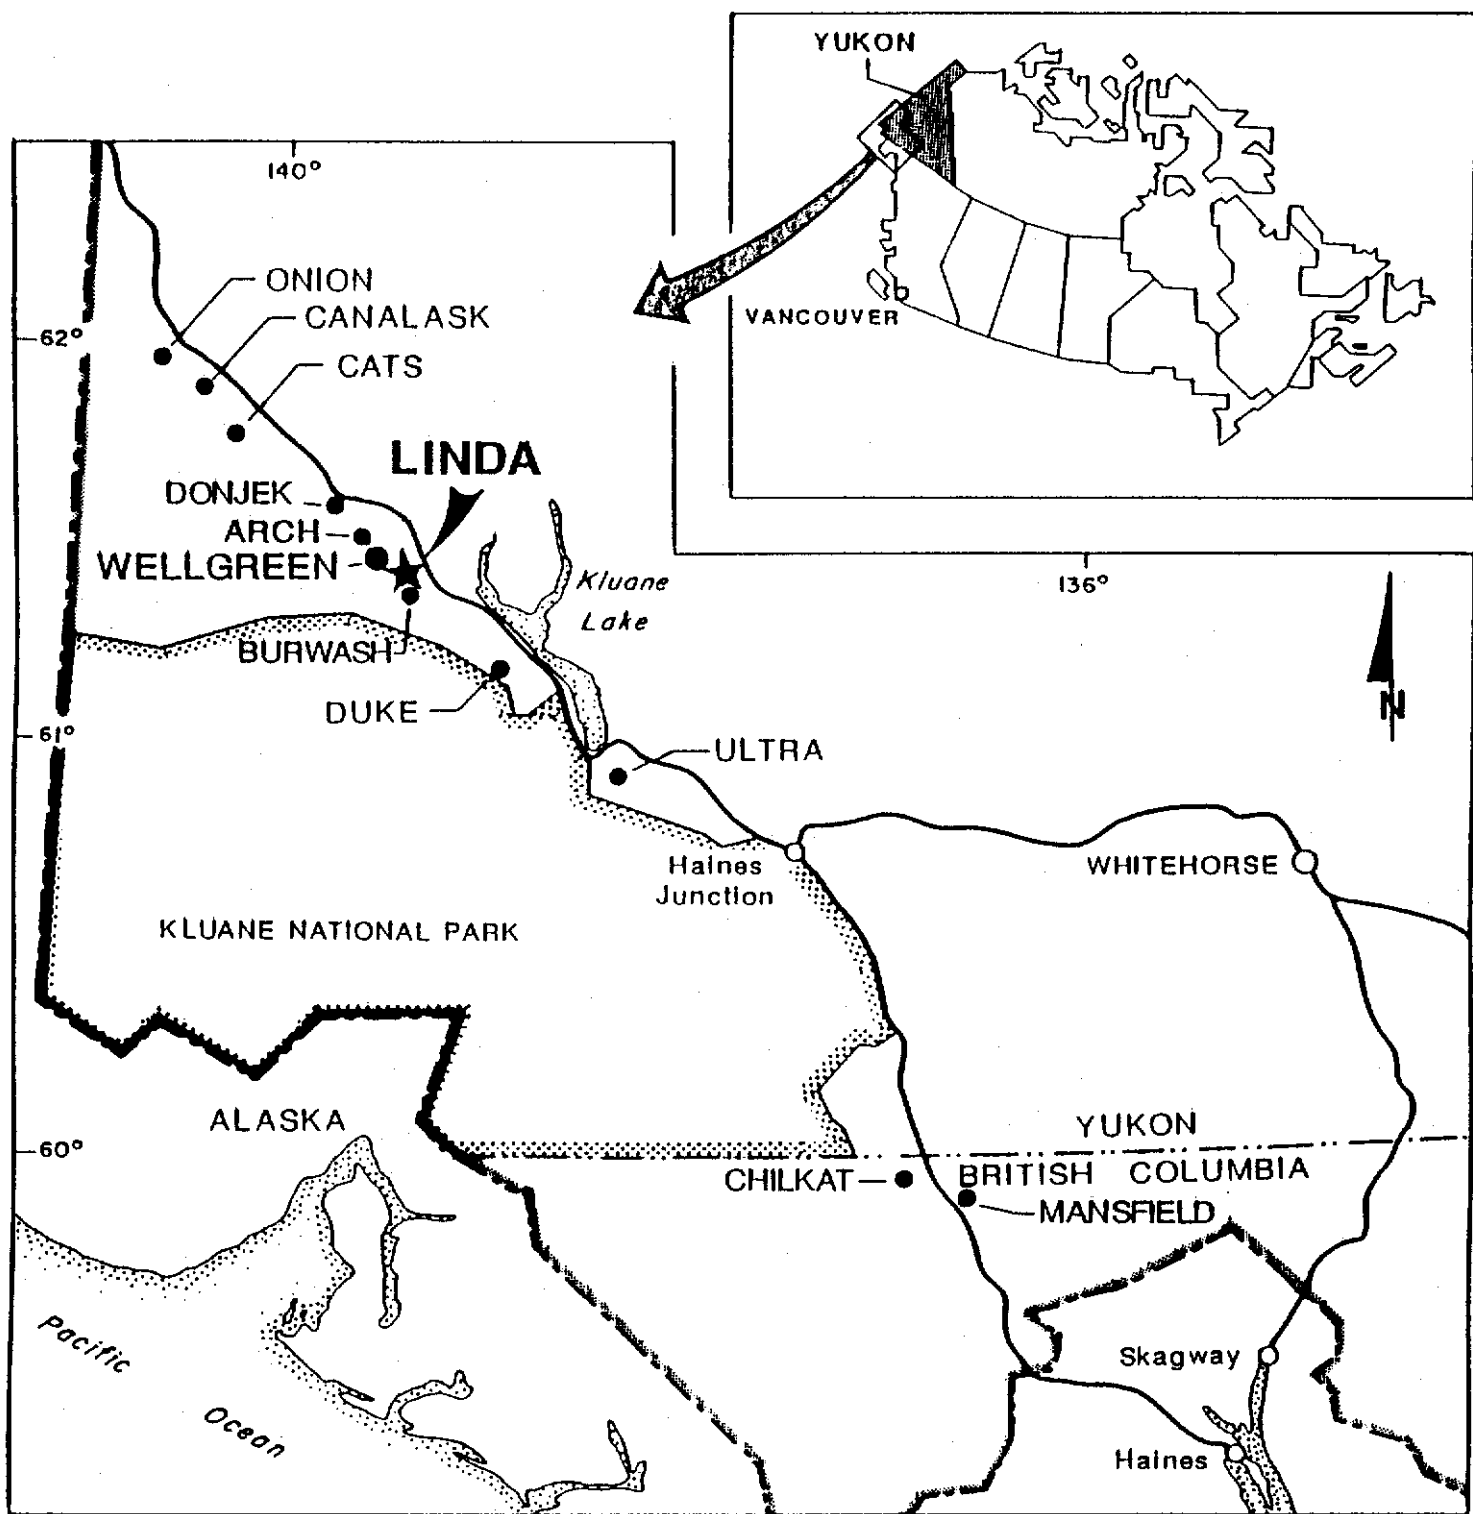 YUKON
VANCOUVER
140°
ONION
CANALASK
62°
CATS
LINDA
DONJEK
ARCH
WELLGREEN
Kluane
Lake
136°
BURWASH
DUKE
N
61°
ULTRA
Haines
Junction
WHITEHORSE
KLUANE NATIONAL PARK
ALASKA
YUKON
60°
CHILKAT
BRITISH COLUMBIA
MANSFIELD
Pacific
Ocean
Skagway
Haines